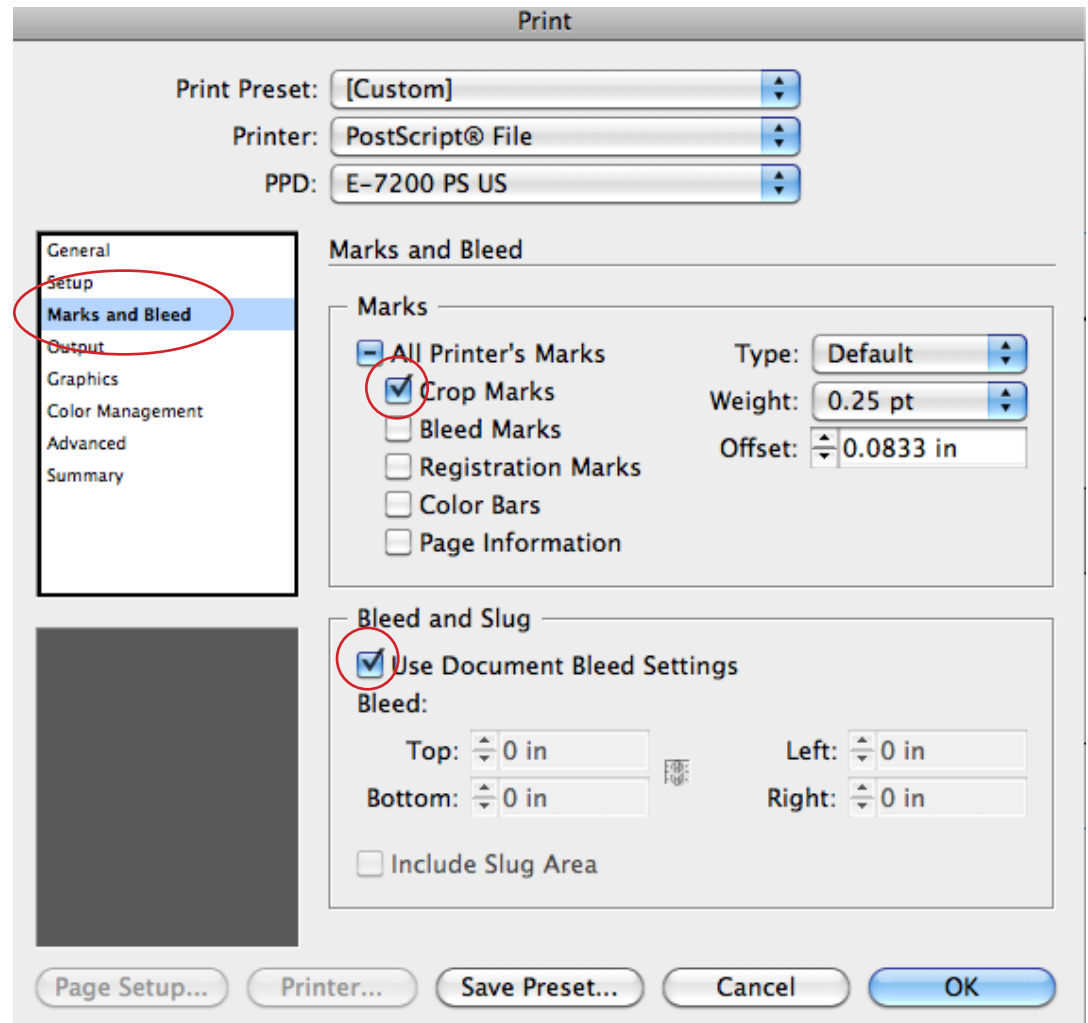 Print
Print Preset: [Custom]
Printer: PostScript® File
PPD: E-7200 PS US
General
Setup
Marks and Bleed
Output
Graphics
Color Management
Advanced
Summary
Marks and Bleed
Marks
All Printer's Marks
Crop Marks
Bleed Marks
Registration Marks
Color Bars
Page Information
Type: Default
Weight: 0.25 pt
Offset: 0.0833 in
Bleed and Slug
Use Document Bleed Settings
Bleed:
Top: 0 in
Bottom: 0 in
Left: 0 in
Right: 0 in
Include Slug Area
Page Setup... Printer... Save Preset... Cancel OK